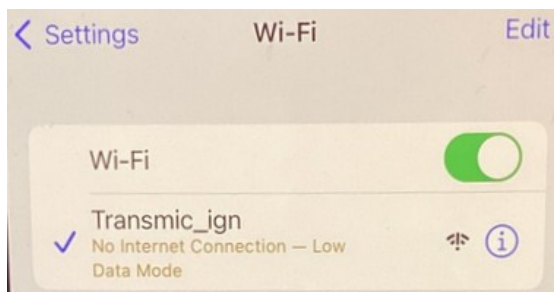 Settings
Wi-Fi
Edit
Wi-Fi
Transmic_ign
No Internet Connection — Low
Data Mode